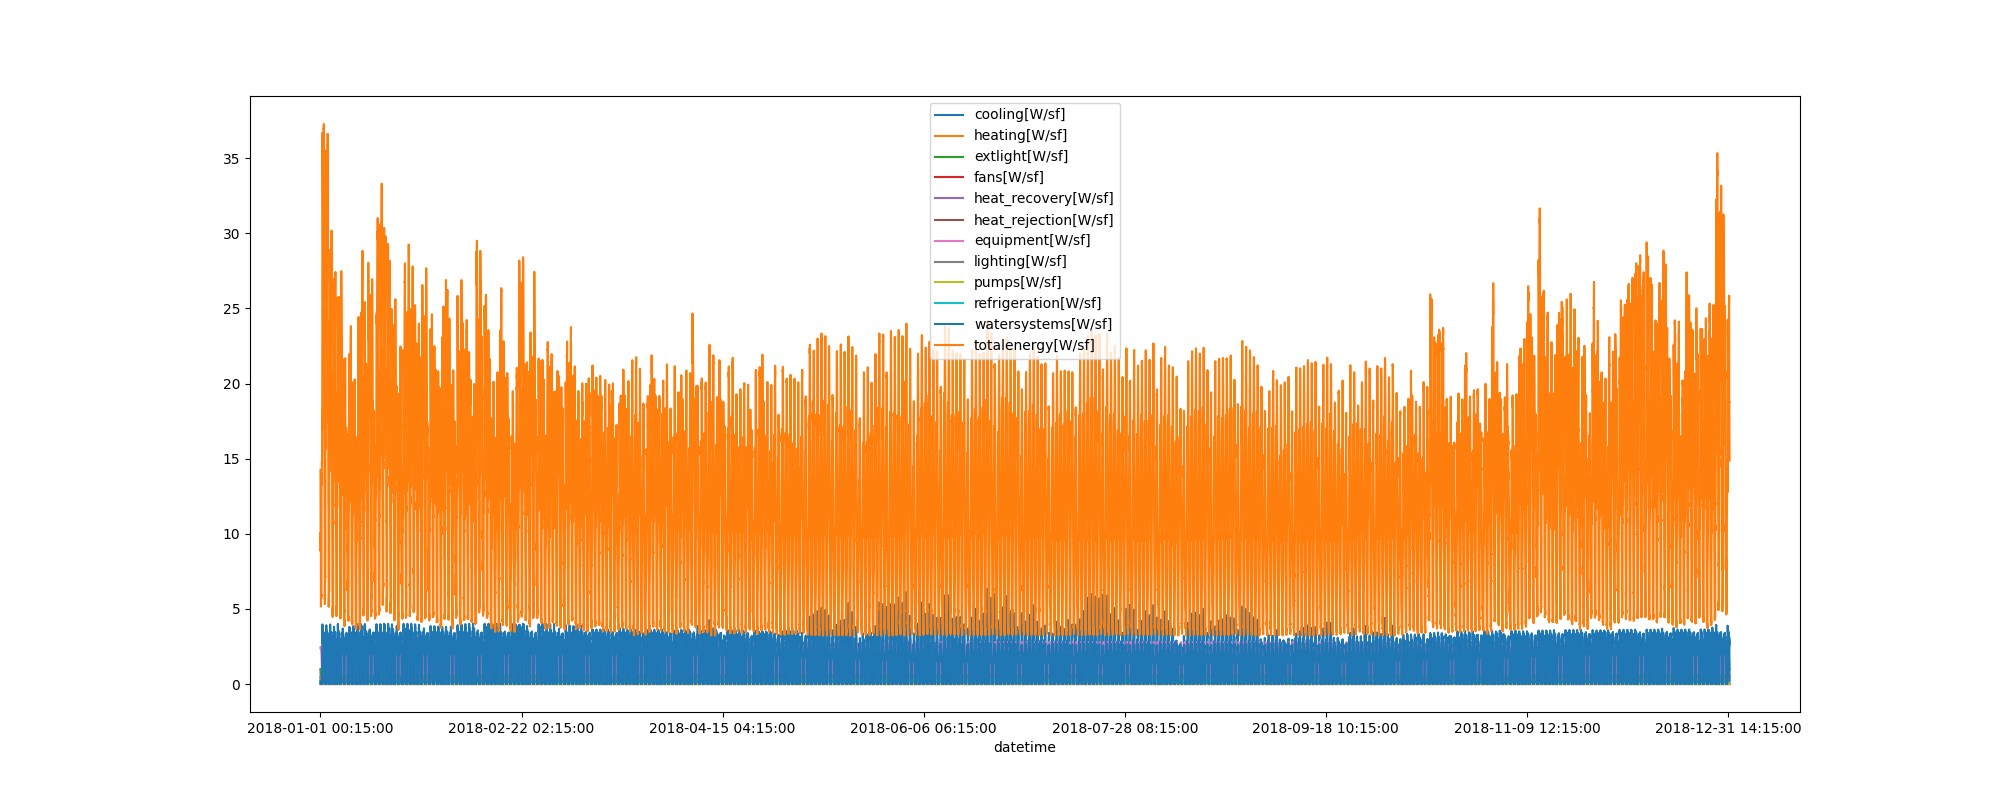 cooling[W/sf]
heating[W/sf]
extlight[W/sf]
fans[W/sf]
heat_recovery[W/sf]
heat_rejection[W/sf]
equipment[W/sf]
lighting[W/sf]
pumps[W/sf]
refrigeration[W/sf]
watersystems[W/sf]
totalenergy[W/sf]
35
30
25
20
15
10
5
0
2018-01-01 00:15:00 2018-02-22 02:15:00 2018-04-15 04:15:00 2018-06-06 06:15:00 2018-07-28 08:15:00 2018-09-18 10:15:00 2018-11-09 12:15:00 2018-12-31 14:15:00
datetime